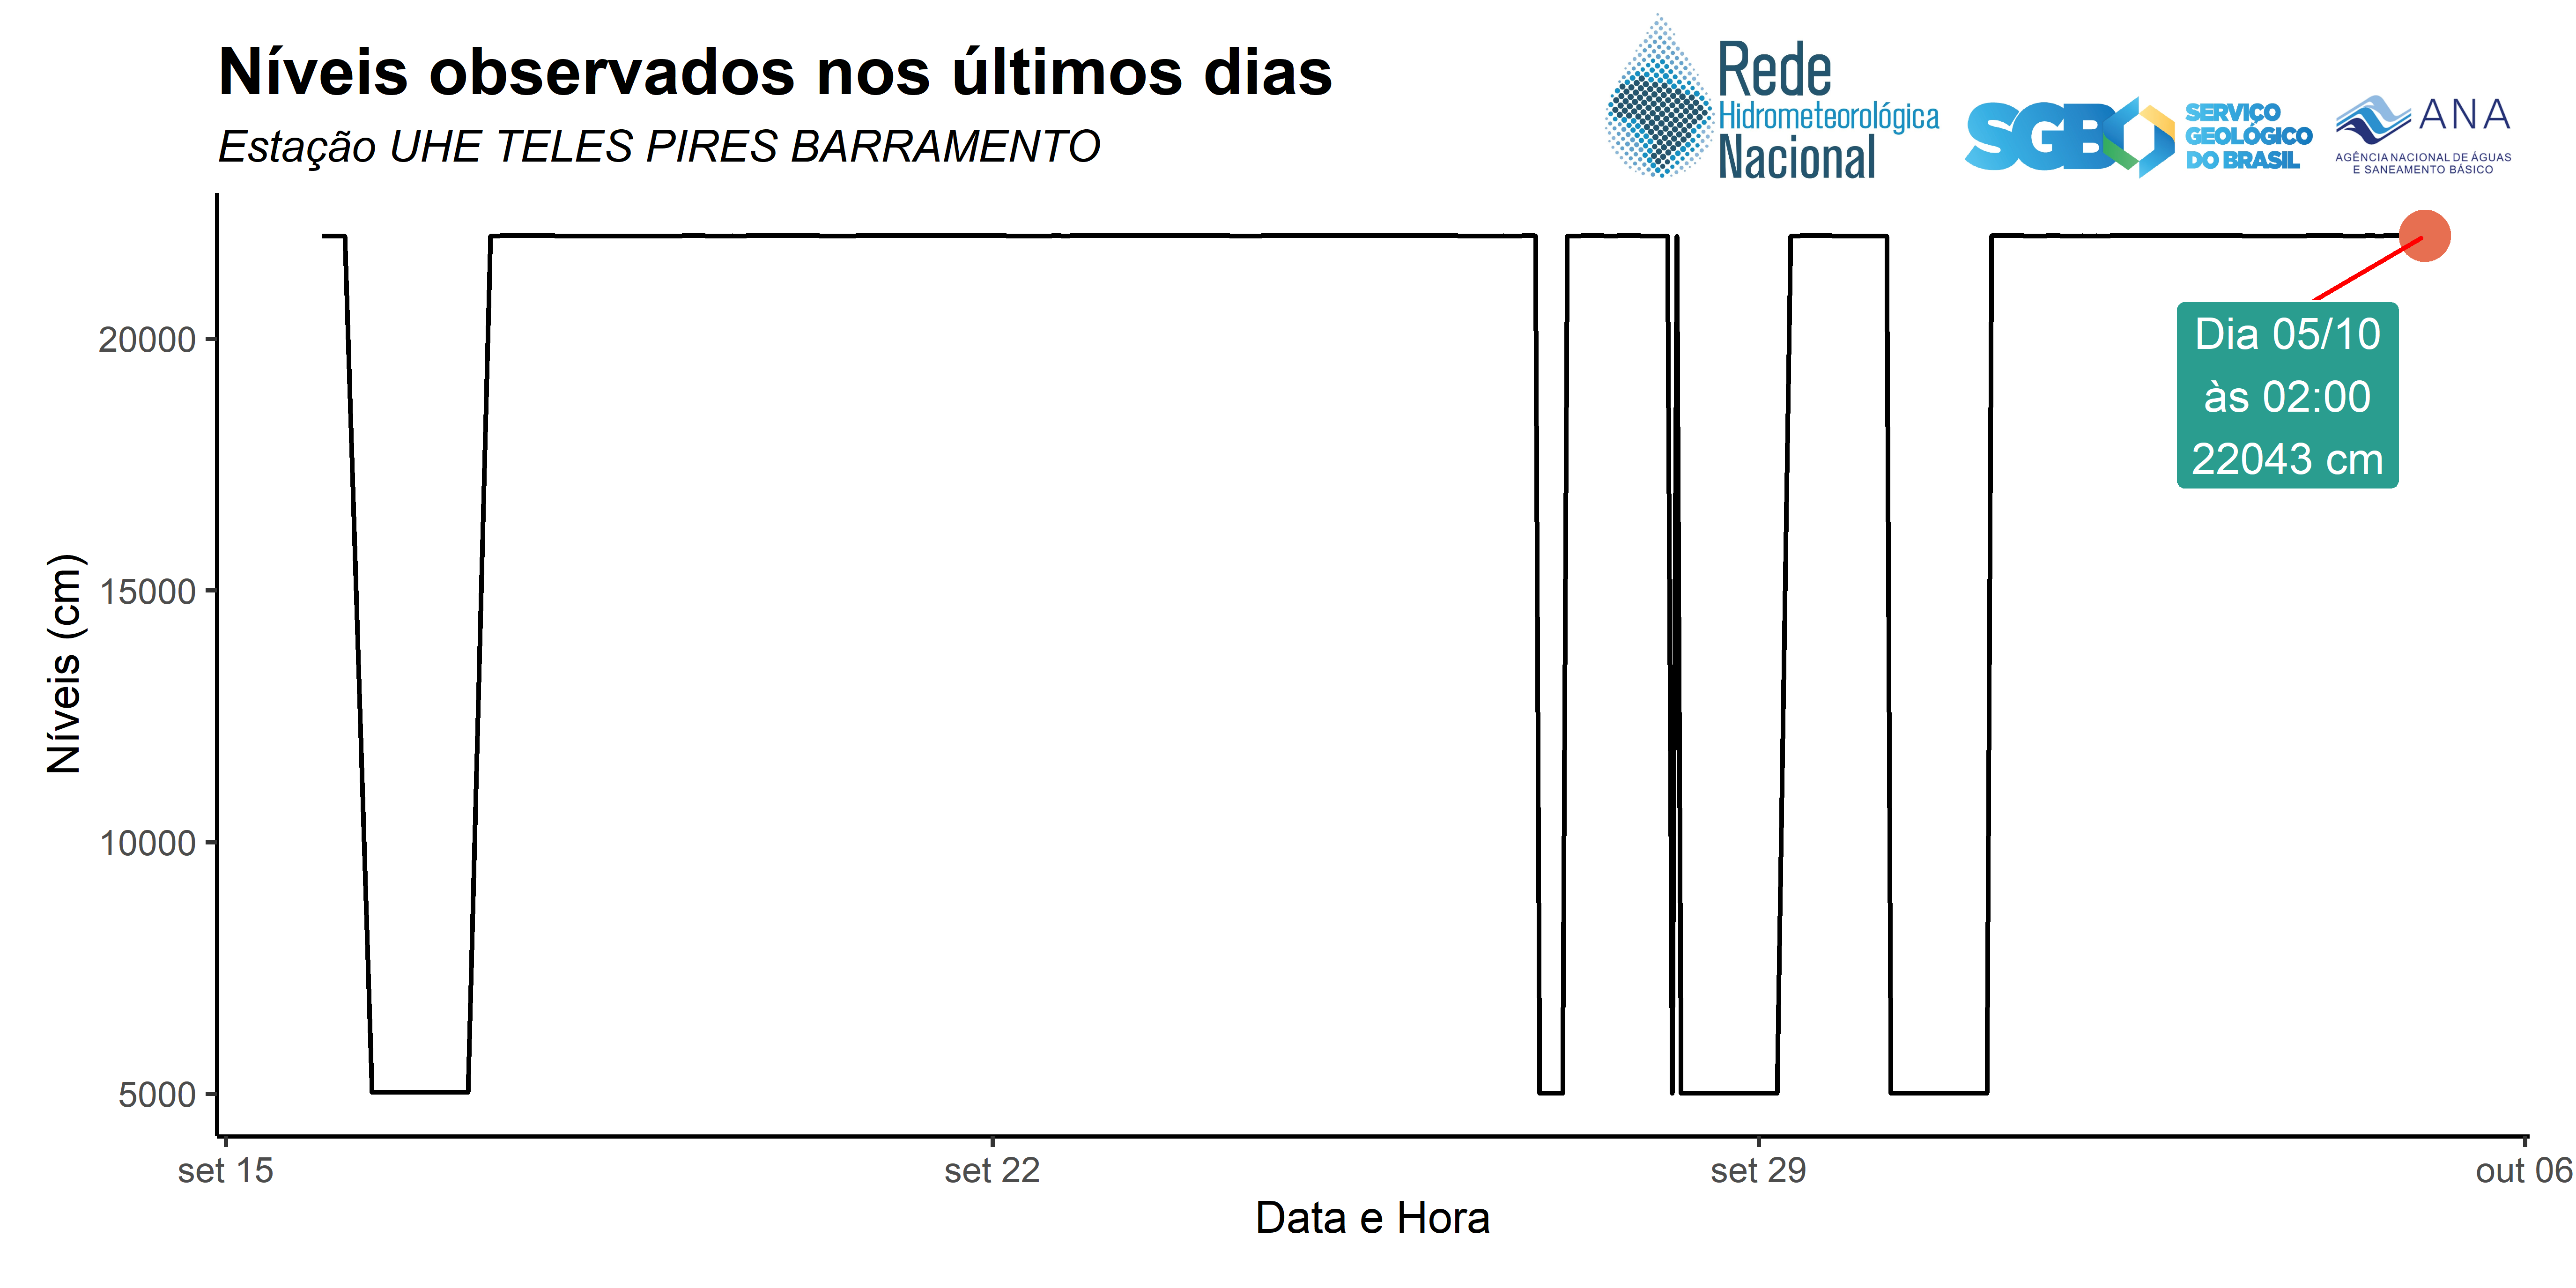 Níveis observados nos últimos dias
Estação UHE TELES PIRES BARRAMENTO
Rede
Hidrometeorológica
Nacional
SGB
SERVIÇO
GEOLÓGICO
DO BRASIL
ANA
AGÊNCIA NACIONAL DE ÁGUAS
E SANEAMENTO BÁSICO
Níveis (cm)
20000
15000
10000
5000
Dia 05/10
às 02:00
22043 cm
set 15
set 22
set 29
out 06
Data e Hora